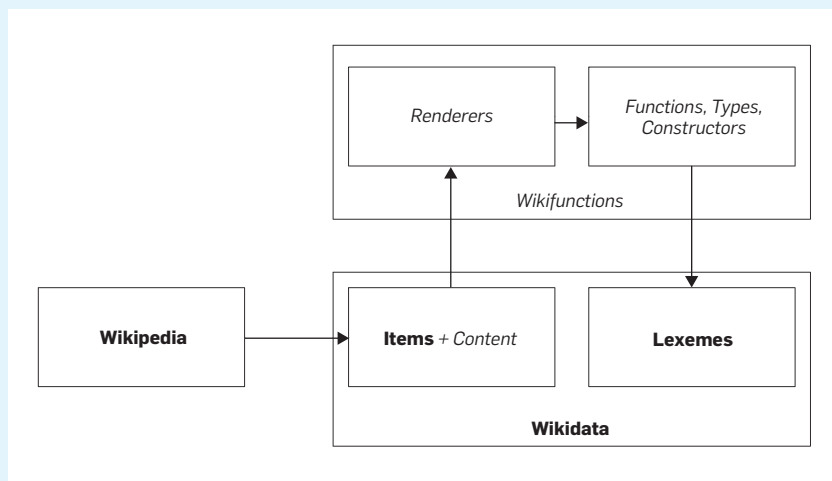 Renderers
Functions, Types,
Constructors
Wikifunctions
Wikipedia
Items + Content
Lexemes
Wikidata